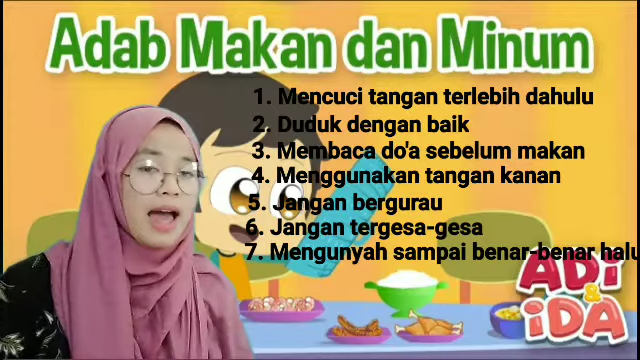 Adab Makan dan Minum
1. Mencuci tangan terlebih dahulu
2. Duduk dengan baik
3. Membaca do'a sebelum makan
4. Menggunakan tangan kanan
5. Jangan bergurau
6. Jangan tergesa-gesa
7. Mengunyah sampai benar-benar halu
ADI
&
iDA